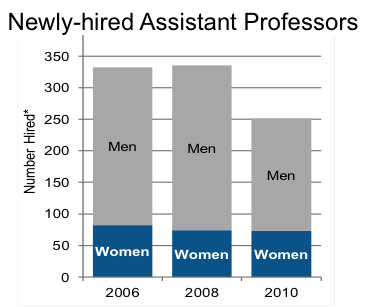 Newly-hired Assistant Professors
Number Hired*
350
300
250
200
150
100
50
0
Men
Men
Men
Women
Women
Women
2006
2008
2010